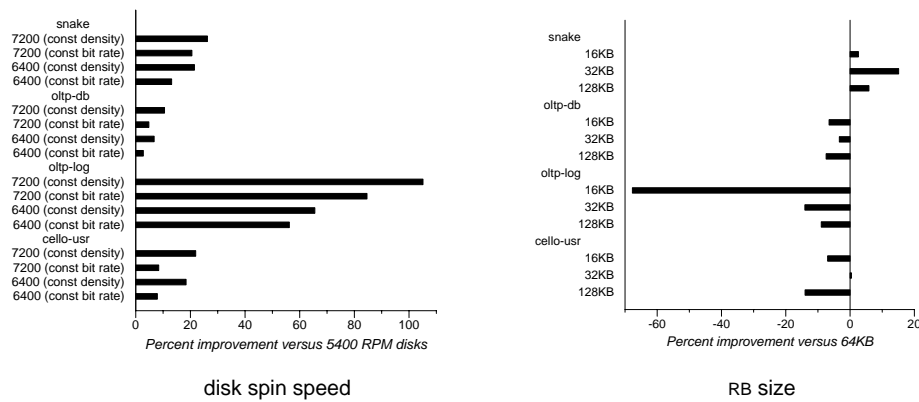 snake
7200 (const density)
7200 (const bit rate)
6400 (const density)
6400 (const bit rate)
oltp-db
7200 (const density)
7200 (const bit rate)
6400 (const density)
6400 (const bit rate)
oltp-log
7200 (const density)
7200 (const bit rate)
6400 (const density)
6400 (const bit rate)
cello-usr
7200 (const density)
7200 (const bit rate)
6400 (const density)
6400 (const bit rate)
0 20 40 60 80 100
Percent improvement versus 5400 RPM disks
disk spin speed
snake
16KB
32KB
128KB
oltp-db
16KB
32KB
128KB
oltp-log
16KB
32KB
128KB
cello-usr
16KB
32KB
128KB
-60 -40 -20 0 20
Percent improvement versus 64KB
RB size